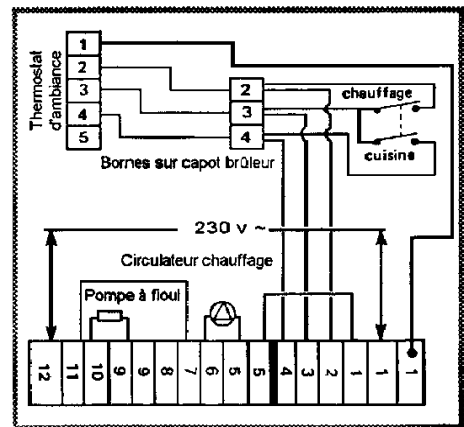 Thermostat
d'ambiance
1
2
3
4
5
2
3
4
chauffage
cuisine
Bornes sur capot brûleur
230 v ~
Circulateur chauffage
Pompe à fioul
12 11 10 9 9 8 7 6 5 5 4 3 2 1 1 1